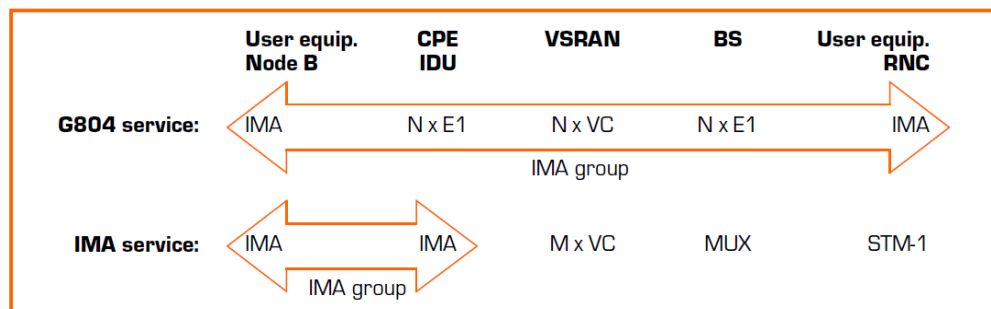 User equip. CPE VSRAN BS User equip.
Node B IDU RNC
G804 service: IMA N x E1 N x VC N x E1 IMA
IMA group
IMA service: IMA IMA M x VC MUX STM-1
IMA group